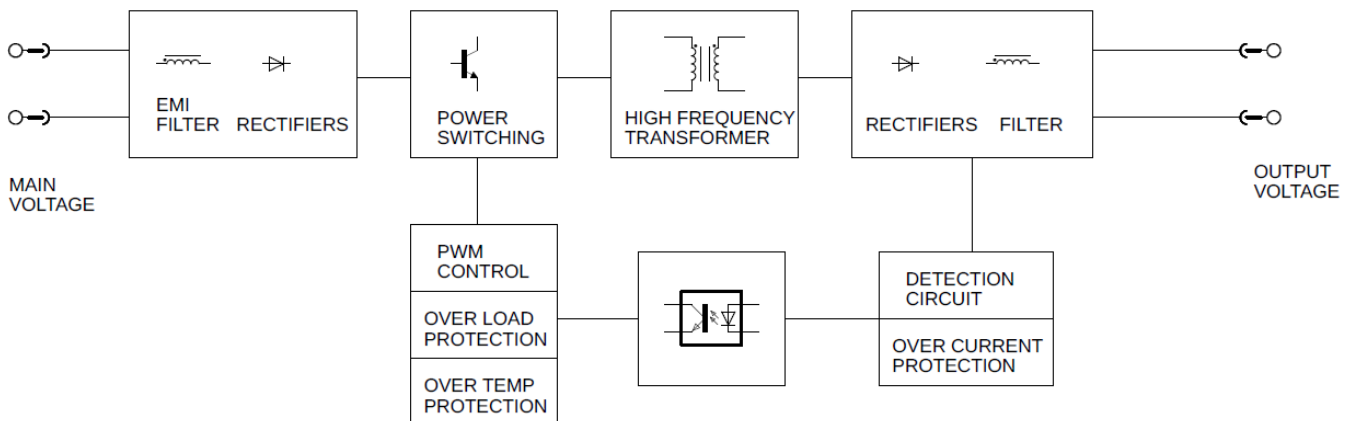 EMI
FILTER RECTIFIERS
POWER
SWITCHING
HIGH FREQUENCY
TRANSFORMER
RECTIFIERS FILTER
MAIN
VOLTAGE
OUTPUT
VOLTAGE
PWM
CONTROL
OVER LOAD
PROTECTION
OVER TEMP
PROTECTION
DETECTION
CIRCUIT
OVER CURRENT
PROTECTION